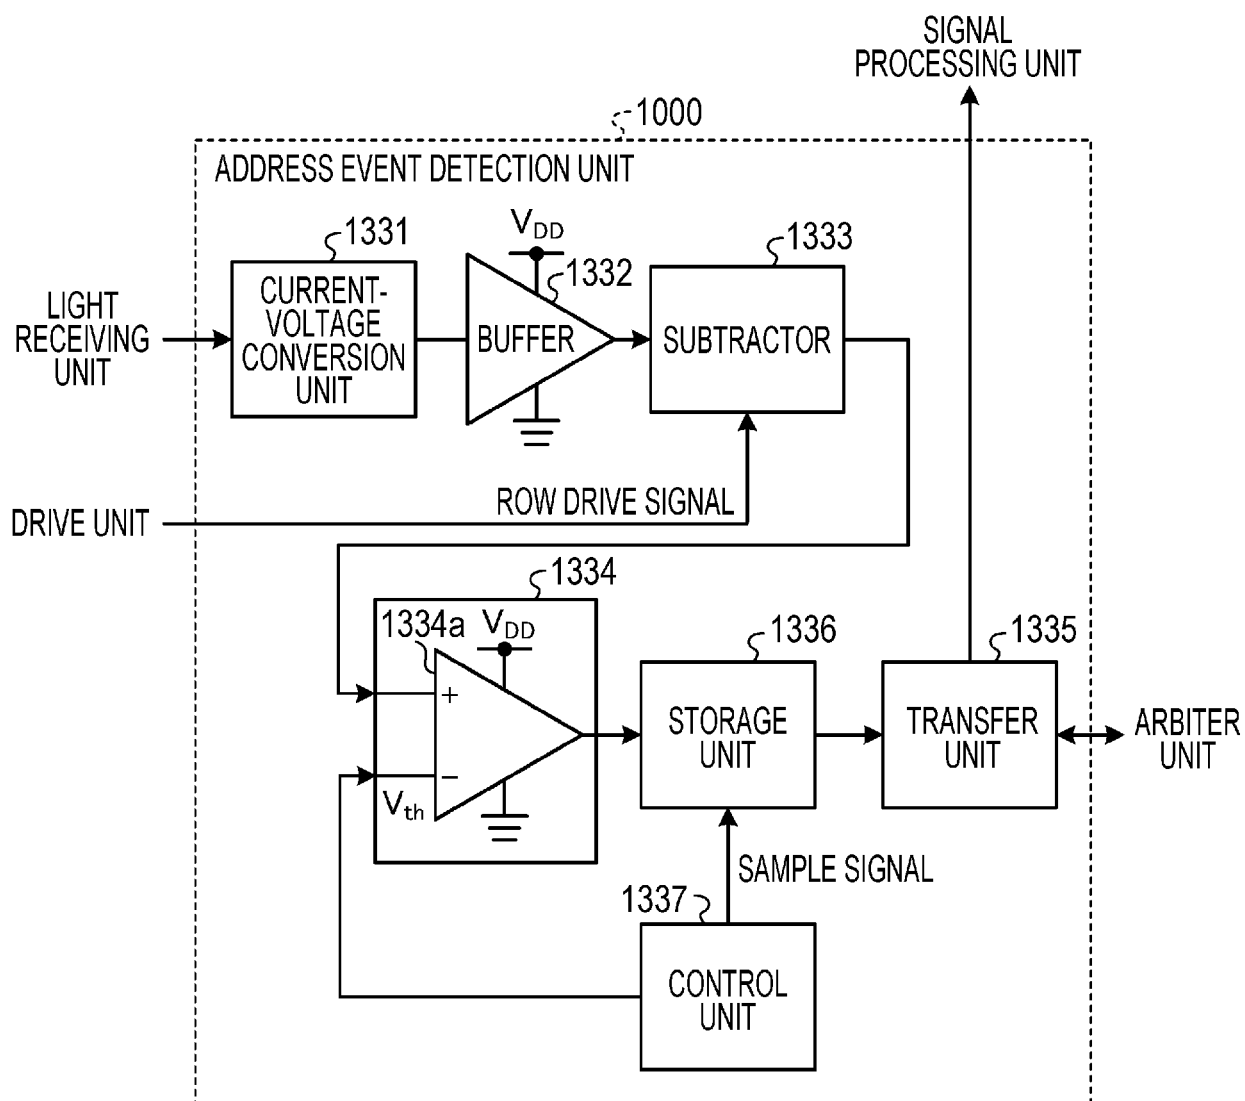 SIGNAL
PROCESSING UNIT
1000
ADDRESS EVENT DETECTION UNIT
1331
VDD
1332
1333
LIGHT
RECEIVING
UNIT
CURRENT-
VOLTAGE
CONVERSION
UNIT
BUFFER
SUBTRACTOR
ROW DRIVE SIGNAL
DRIVE UNIT
1334
1334a
VDD
1336
1335
+
−
Vth
STORAGE
UNIT
TRANSFER
UNIT
ARBITER
UNIT
SAMPLE SIGNAL
1337
CONTROL
UNIT